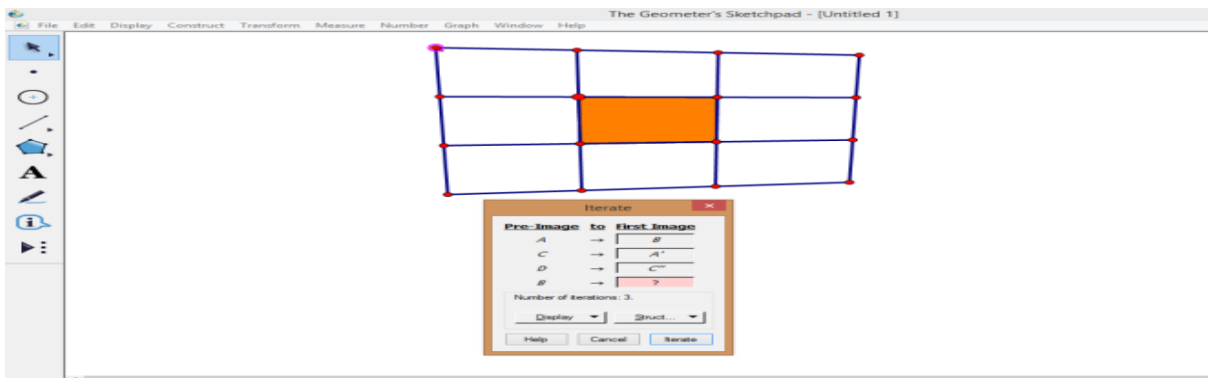 The Geometer's Sketchpad - [Untitled 1]
File Edit Display Construct Transform Measure Number Graph Window Help
A
Iterate
Pre-Image to First Image
A → B
C → A'
D → C'''
B → ?
Number of iterations: 3.
Display Struct...
Help Cancel Iterate